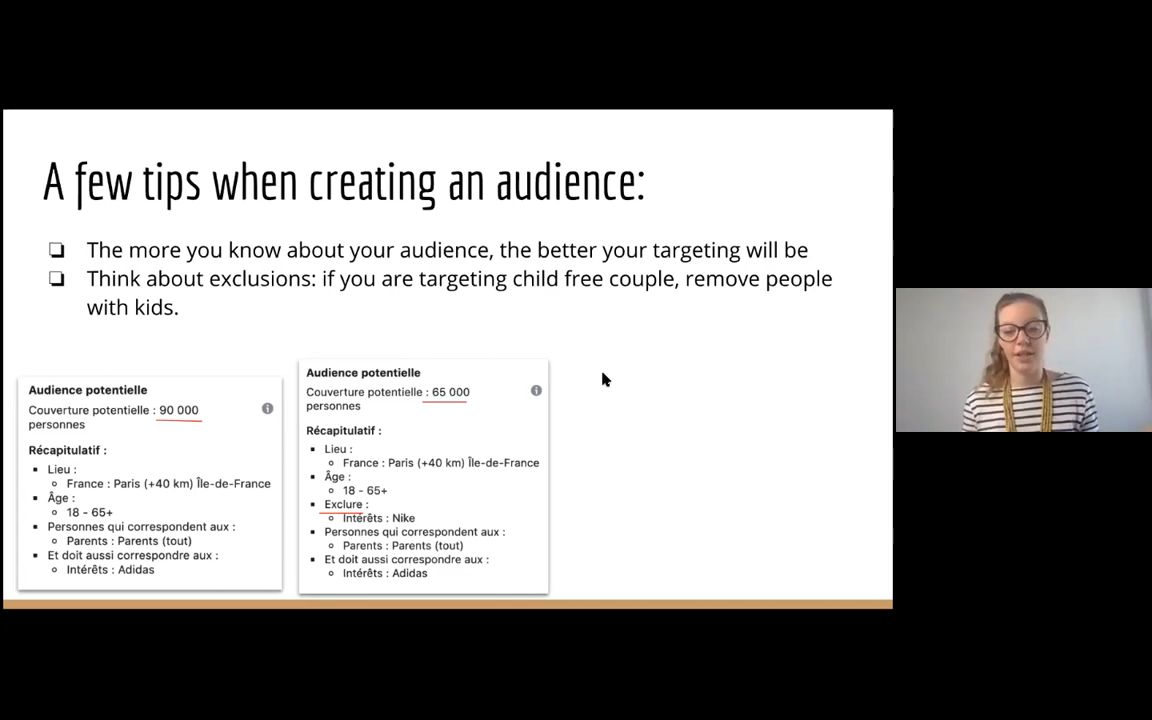 A few tips when creating an audience:
❏ The more you know about your audience, the better your targeting will be
❏ Think about exclusions: if you are targeting child free couple, remove people
with kids.
Audience potentielle
Couverture potentielle : 90 000
personnes
Récapitulatif :
▪ Lieu :
○ France : Paris (+40 km) Île-de-France
▪ Âge :
○ 18 - 65+
▪ Personnes qui correspondent aux :
○ Parents : Parents (tout)
▪ Et doit aussi correspondre aux :
○ Intérêts : Adidas
Audience potentielle
Couverture potentielle : 65 000
personnes
Récapitulatif :
▪ Lieu :
○ France : Paris (+40 km) Île-de-France
▪ Âge :
○ 18 - 65+
▪ Exclure :
○ Intérêts : Nike
▪ Personnes qui correspondent aux :
○ Parents : Parents (tout)
▪ Et doit aussi correspondre aux :
○ Intérêts : Adidas